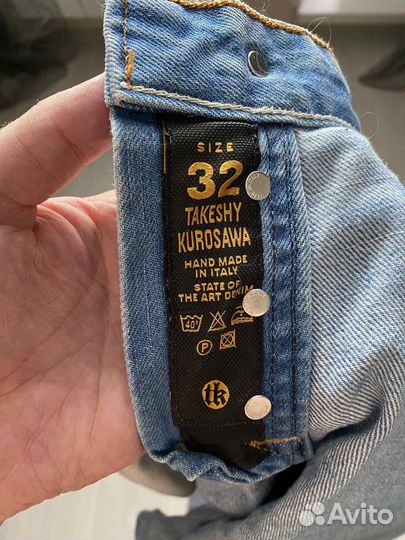 SIZE
32
TAKESHY
KUROSAWA
HAND MADE
IN ITALY
STATE OF
THE ART DENIM
40°
P
tk
Avito